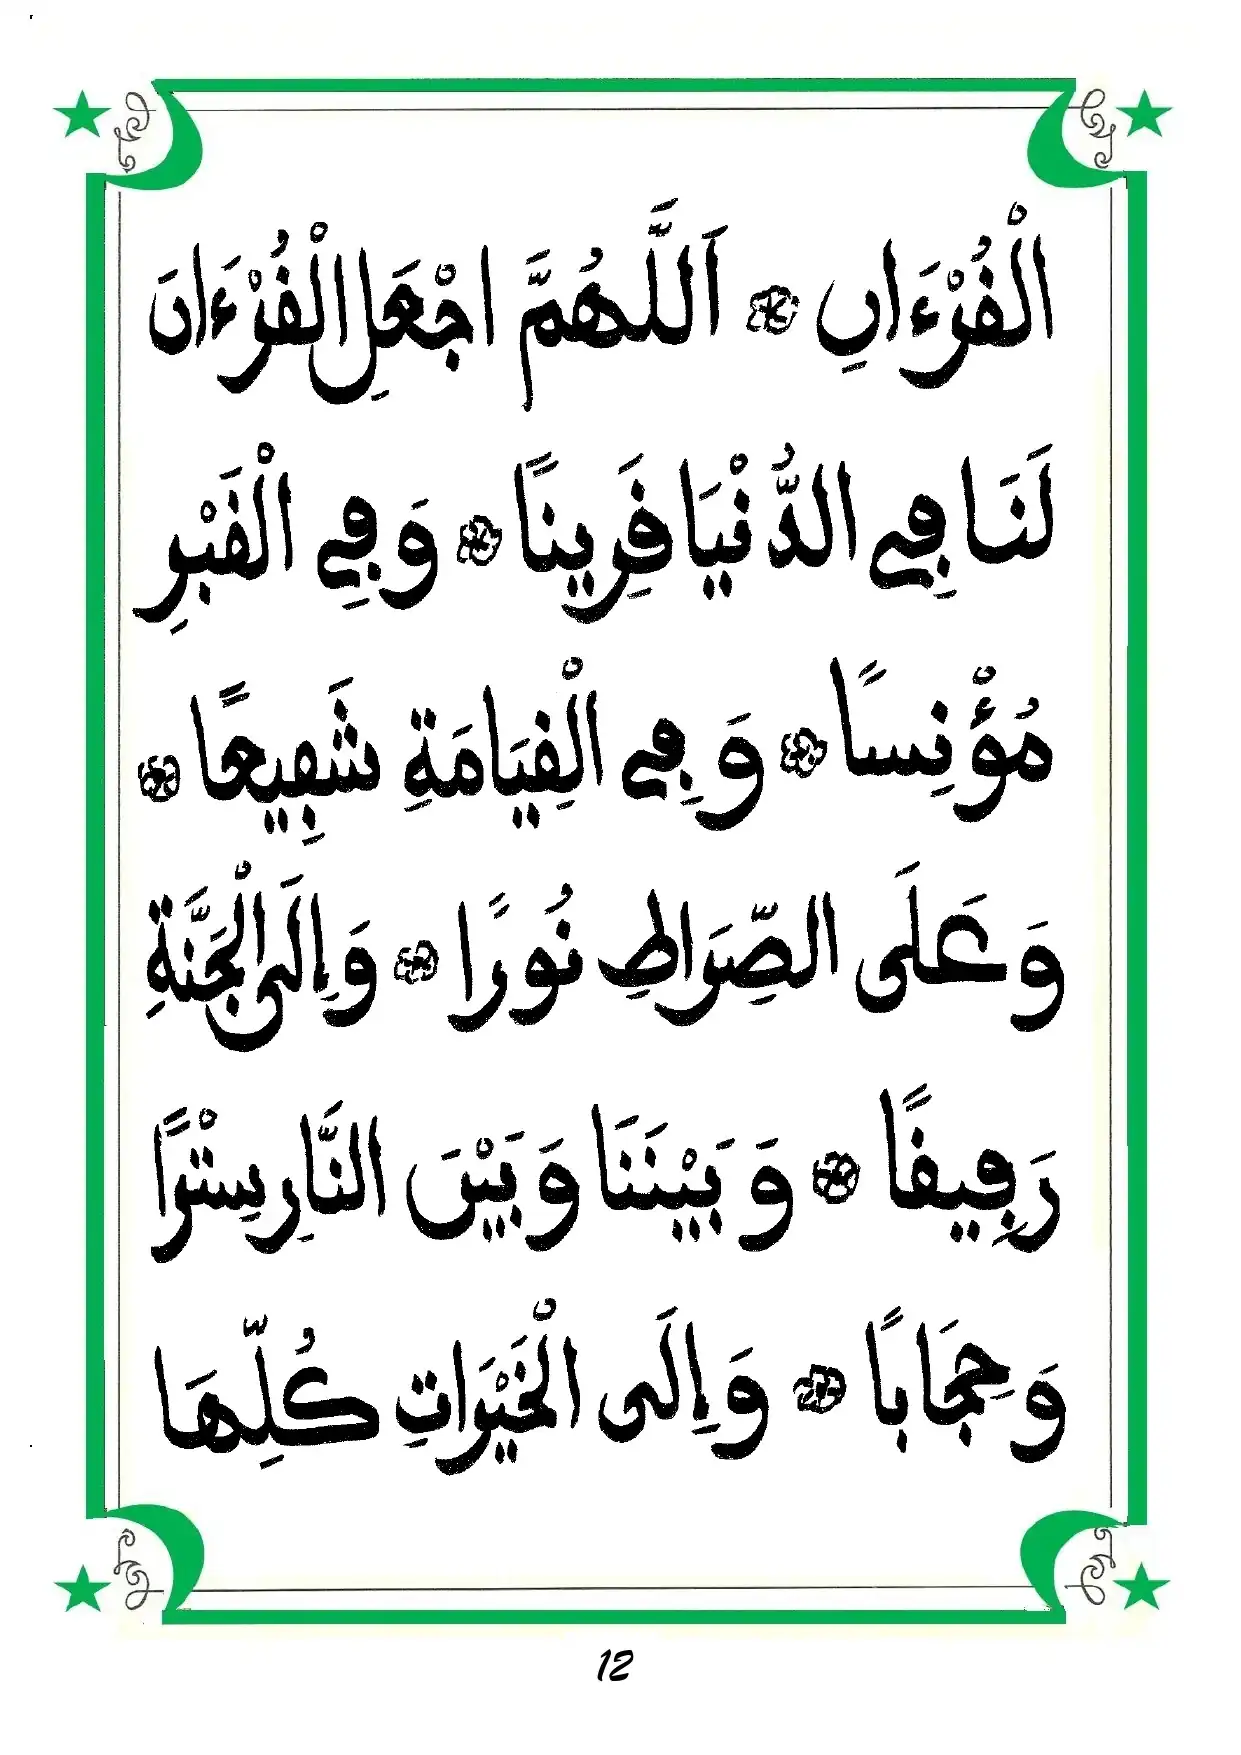 الْقُرْءَانِ اَللَّهُمَّ اجْعَلِ الْقُرْءَانَ
لَنَا فِي الدُّنْيَا قَرِينًا وَفِي الْقَبْرِ
مُؤْنِسًا وَفِي الْقِيَامَةِ شَفِيعًا
وَعَلَى الصِّرَاطِ نُورًا وَإِلَى الْجَنَّةِ
رَفِيقًا وَبَيْنَنَا وَبَيْنَ النَّارِ سِتْرًا
وَحِجَابًا وَإِلَى الْخَيْرَاتِ كُلِّهَا
12